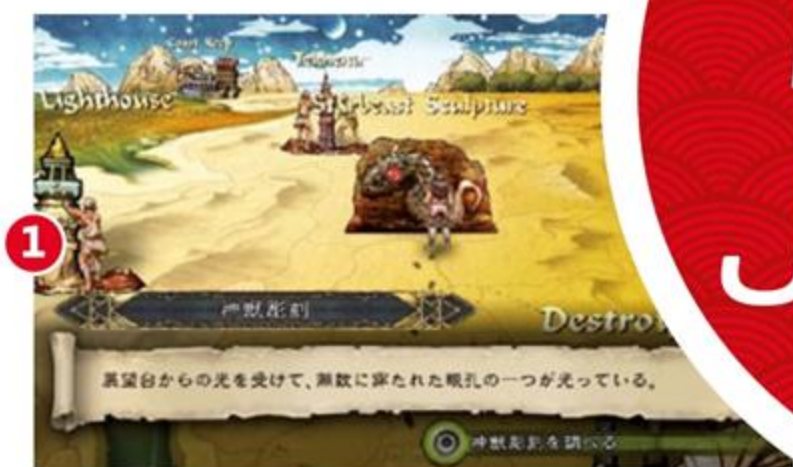 Lighthouse
Sculpture
1
神獣彫刻
Destro
展望台からの光を受けて、無数に穿たれた眼孔の一つが光っている。
神獣彫刻を調べる